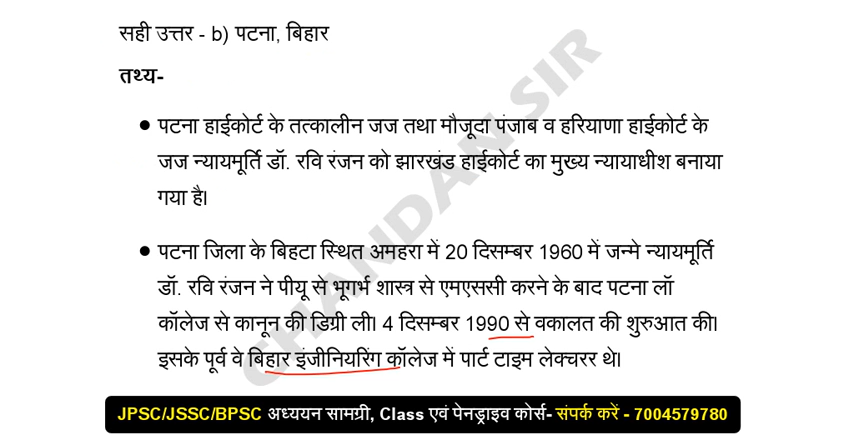 सही उत्तर - b) पटना, बिहार
तथ्य-
● पटना हाईकोर्ट के तत्कालीन जज तथा मौजूदा पंजाब व हरियाणा हाईकोर्ट के
जज न्यायमूर्ति डॉ. रवि रंजन को झारखंड हाईकोर्ट का मुख्य न्यायाधीश बनाया
गया है।
● पटना जिला के बिहटा स्थित अमहरा में 20 दिसम्बर 1960 में जन्मे न्यायमूर्ति
डॉ. रवि रंजन ने पीयू से भूगर्भ शास्त्र से एमएससी करने के बाद पटना लॉ
कॉलेज से कानून की डिग्री ली। 4 दिसम्बर 1990 से वकालत की शुरुआत की।
इसके पूर्व वे बिहार इंजीनियरिंग कॉलेज में पार्ट टाइम लेक्चरर थे।
CHANDAN SIR
JPSC/JSSC/BPSC अध्ययन सामग्री, Class एवं पेनड्राइव कोर्स- संपर्क करें - 7004579780